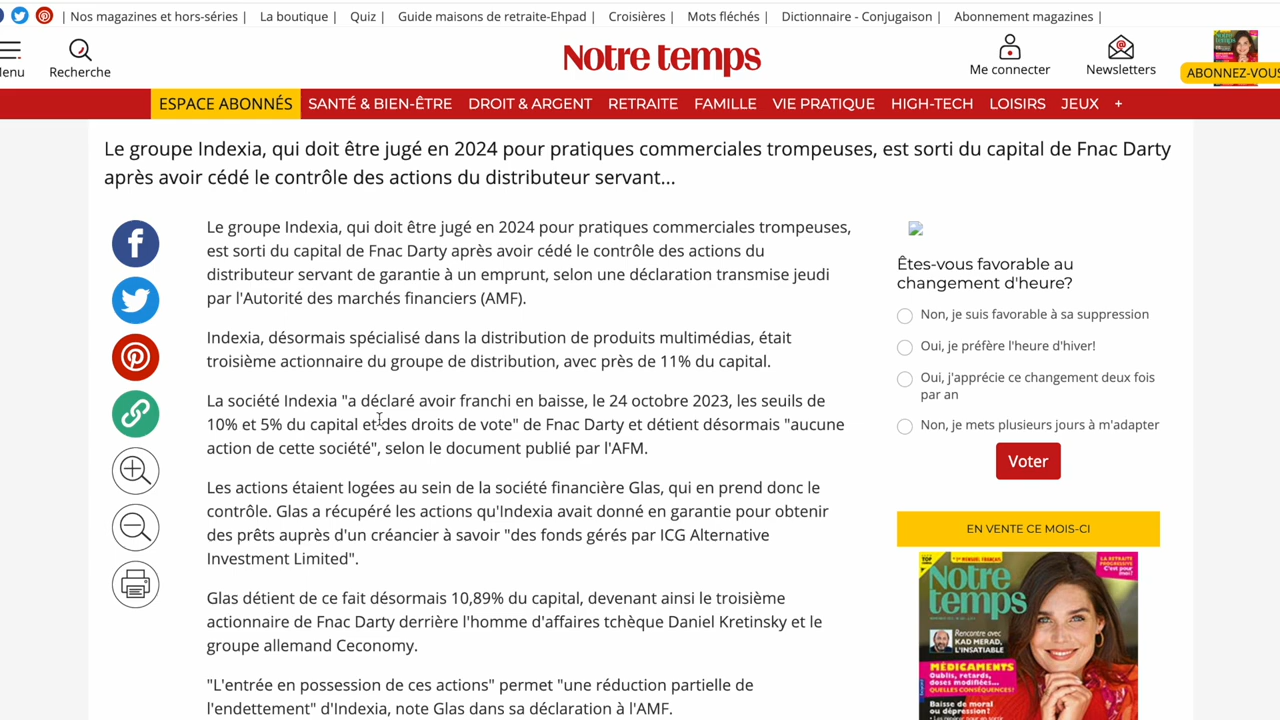 | Nos magazines et hors-séries | La boutique | Quiz | Guide maisons de retraite-Ehpad | Croisières | Mots fléchés | Dictionnaire - Conjugaison | Abonnement magazines |
Recherche
Notre temps
Me connecter
Newsletters
ABONNEZ-VOUS
ESPACE ABONNÉS SANTÉ & BIEN-ÊTRE DROIT & ARGENT RETRAITE FAMILLE VIE PRATIQUE HIGH-TECH LOISIRS JEUX +
Le groupe Indexia, qui doit être jugé en 2024 pour pratiques commerciales trompeuses, est sorti du capital de Fnac Darty
après avoir cédé le contrôle des actions du distributeur servant...
Le groupe Indexia, qui doit être jugé en 2024 pour pratiques commerciales trompeuses,
est sorti du capital de Fnac Darty après avoir cédé le contrôle des actions du
distributeur servant de garantie à un emprunt, selon une déclaration transmise jeudi
par l'Autorité des marchés financiers (AMF).
Indexia, désormais spécialisé dans la distribution de produits multimédias, était
troisième actionnaire du groupe de distribution, avec près de 11% du capital.
La société Indexia "a déclaré avoir franchi en baisse, le 24 octobre 2023, les seuils de
10% et 5% du capital et des droits de vote" de Fnac Darty et détient désormais "aucune
action de cette société", selon le document publié par l'AFM.
Les actions étaient logées au sein de la société financière Glas, qui en prend donc le
contrôle. Glas a récupéré les actions qu'Indexia avait donné en garantie pour obtenir
des prêts auprès d'un créancier à savoir "des fonds gérés par ICG Alternative
Investment Limited".
Glas détient de ce fait désormais 10,89% du capital, devenant ainsi le troisième
actionnaire de Fnac Darty derrière l'homme d'affaires tchèque Daniel Kretinsky et le
groupe allemand Ceconomy.
"L'entrée en possession de ces actions" permet "une réduction partielle de
l'endettement" d'Indexia, note Glas dans sa déclaration à l'AMF.
Êtes-vous favorable au
changement d'heure?
Non, je suis favorable à sa suppression
Oui, je préfère l'heure d'hiver!
Oui, j'apprécie ce changement deux fois
par an
Non, je mets plusieurs jours à m'adapter
Voter
EN VENTE CE MOIS-CI
Notre
temps
Rencontre avec
KAD MERAD,
L'INSATIABLE
MÉDICAMENTS
Oublis, retards,
doses modifiées...
QUELLES CONSÉQUENCES?
Baisse de moral
ou dépression?